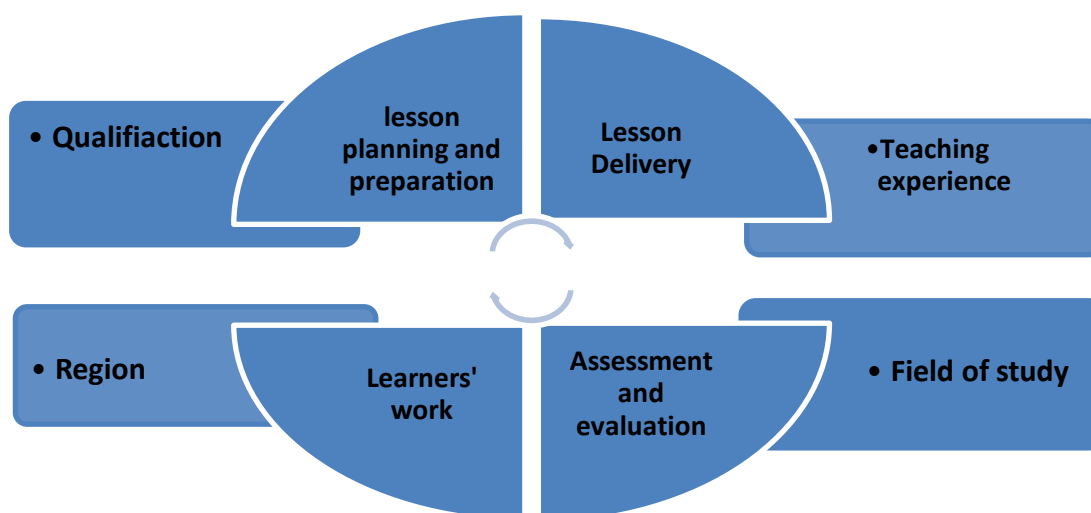 • Qualifiaction
lesson
planning and
preparation
Lesson
Delivery
•Teaching
experience
• Region
Learners'
work
Assessment
and
evaluation
• Field of study